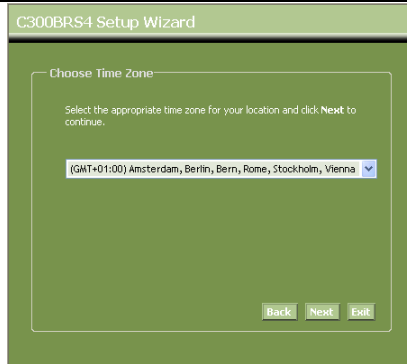 C300BRS4 Setup Wizard
Choose Time Zone
Select the appropriate time zone for your location and click Next to
continue.
(GMT+01:00) Amsterdam, Berlin, Bern, Rome, Stockholm, Vienna
Back Next Exit